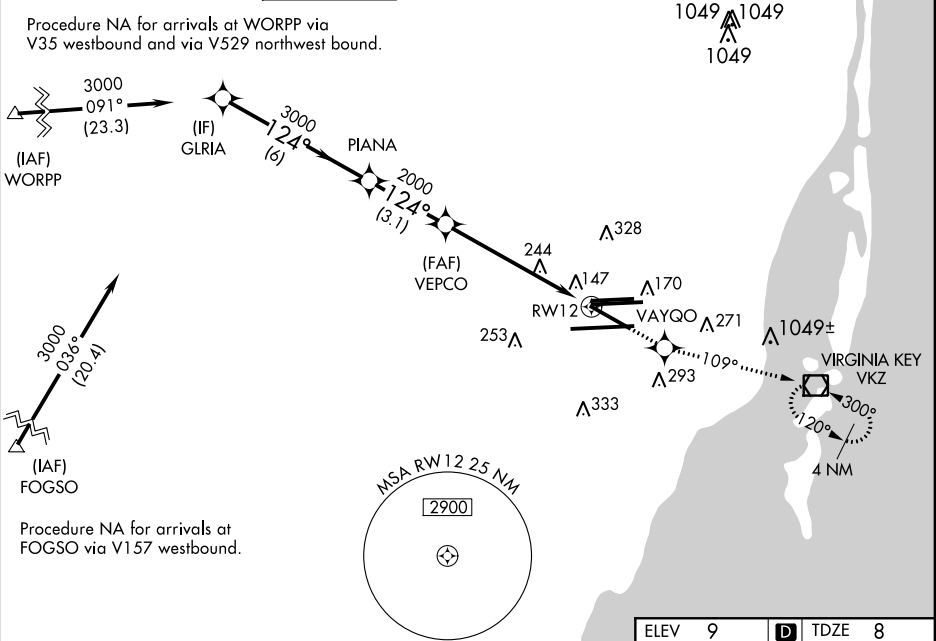 Procedure NA for arrivals at WORPP via
V35 westbound and via V529 northwest bound.
1049
1049
1049
3000
091°
(23.3)
(IAF)
WORPP
(IF)
GLRIA
3000
124°
(6)
PIANA
2000
124°
(3.1)
(FAF)
VEPCO
328
244
147
170
RW12
VAYQO
271
253
1049±
109°
VIRGINIA KEY
VKZ
293
333
300°
120°
4 NM
3000
036°
(20.4)
(IAF)
FOGSO
MSA RW12 25 NM
2900
Procedure NA for arrivals at
FOGSO via V157 westbound.
ELEV 9 D TDZE 8